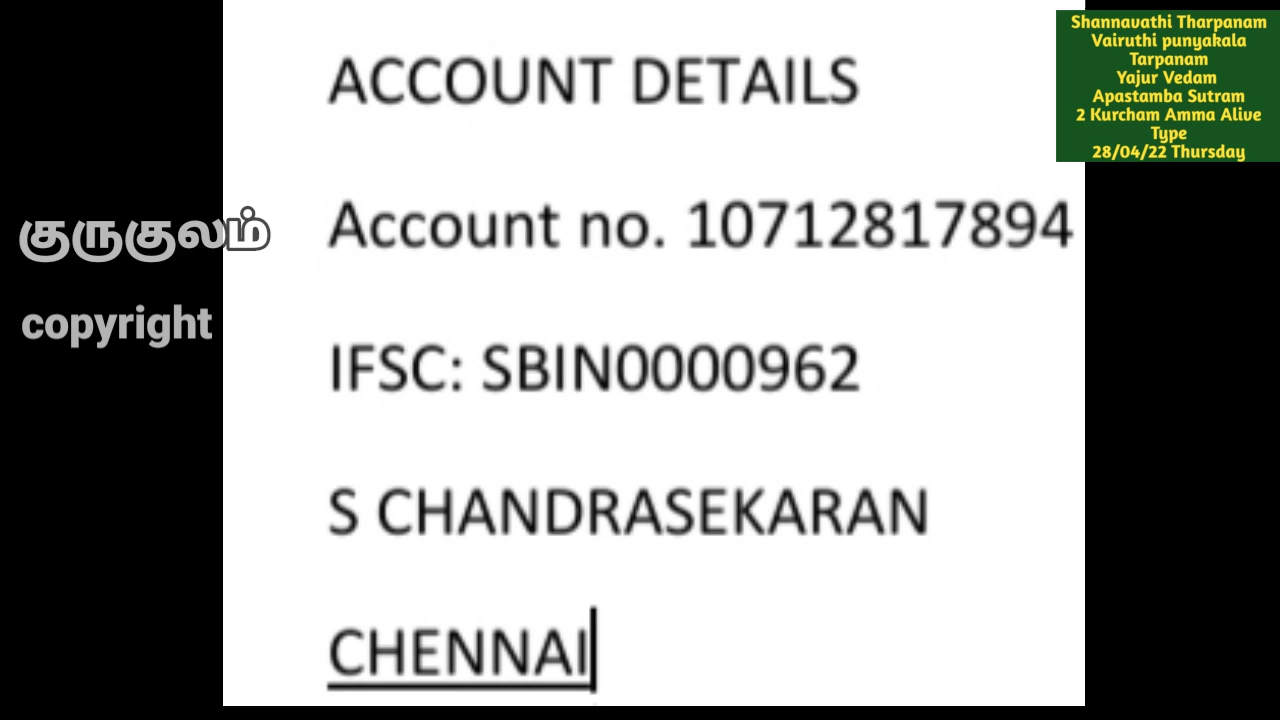 ACCOUNT DETAILS
Account no. 10712817894
IFSC: SBIN0000962
S CHANDRASEKARAN
CHENNAI
குருகுலம்
copyright
Shannavathi Tharpanam
Vairuthi punyakala
Tarpanam
Yajur Vedam
Apastamba Sutram
2 Kurcham Amma Alive
Type
28/04/22 Thursday